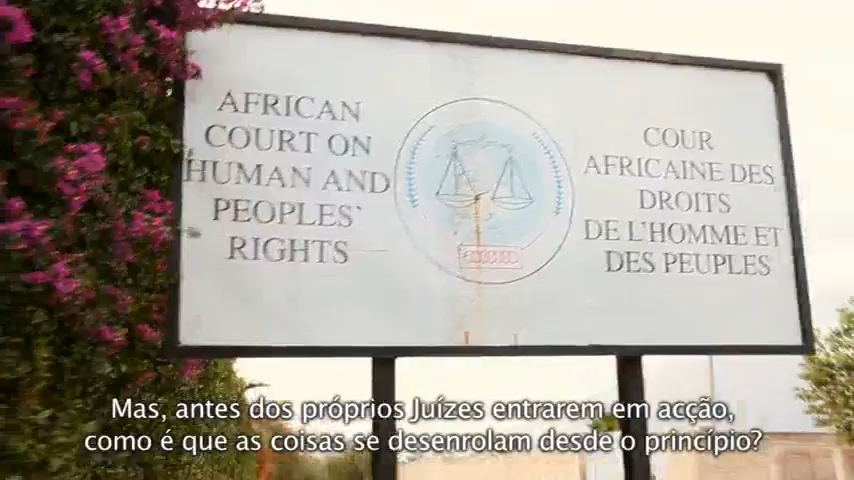 AFRICAN
COURT ON
HUMAN AND
PEOPLES'
RIGHTS
COUR
AFRICAINE DES
DROITS
DE L'HOMME ET
DES PEUPLES
Mas, antes dos próprios Juízes entrarem em acção,
como é que as coisas se desenrolam desde o princípio?